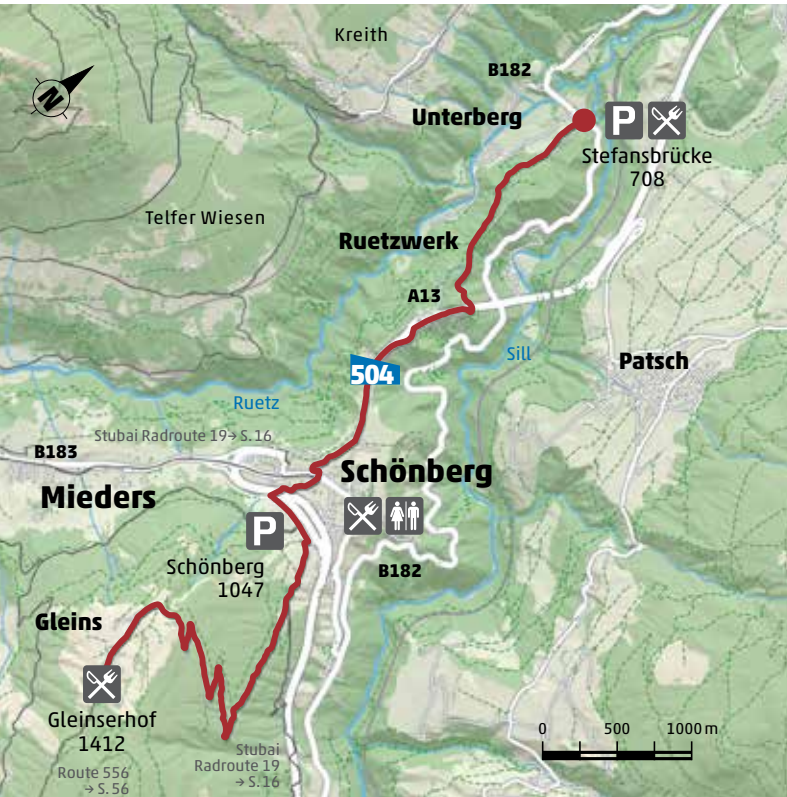 Kreith
B182
N
Unterberg
P
Stefansbrücke
708
Telfer Wiesen
Ruetzwerk
A13
504
Sill
Patsch
Ruetz
Stubai Radroute 19→ S.16
B183
Schönberg
Mieders
P
Schönberg
1047
B182
Gleins
Gleinserhof
1412
Route 556
→ S.56
Stubai
Radroute 19
→ S.16
0 500 1000 m